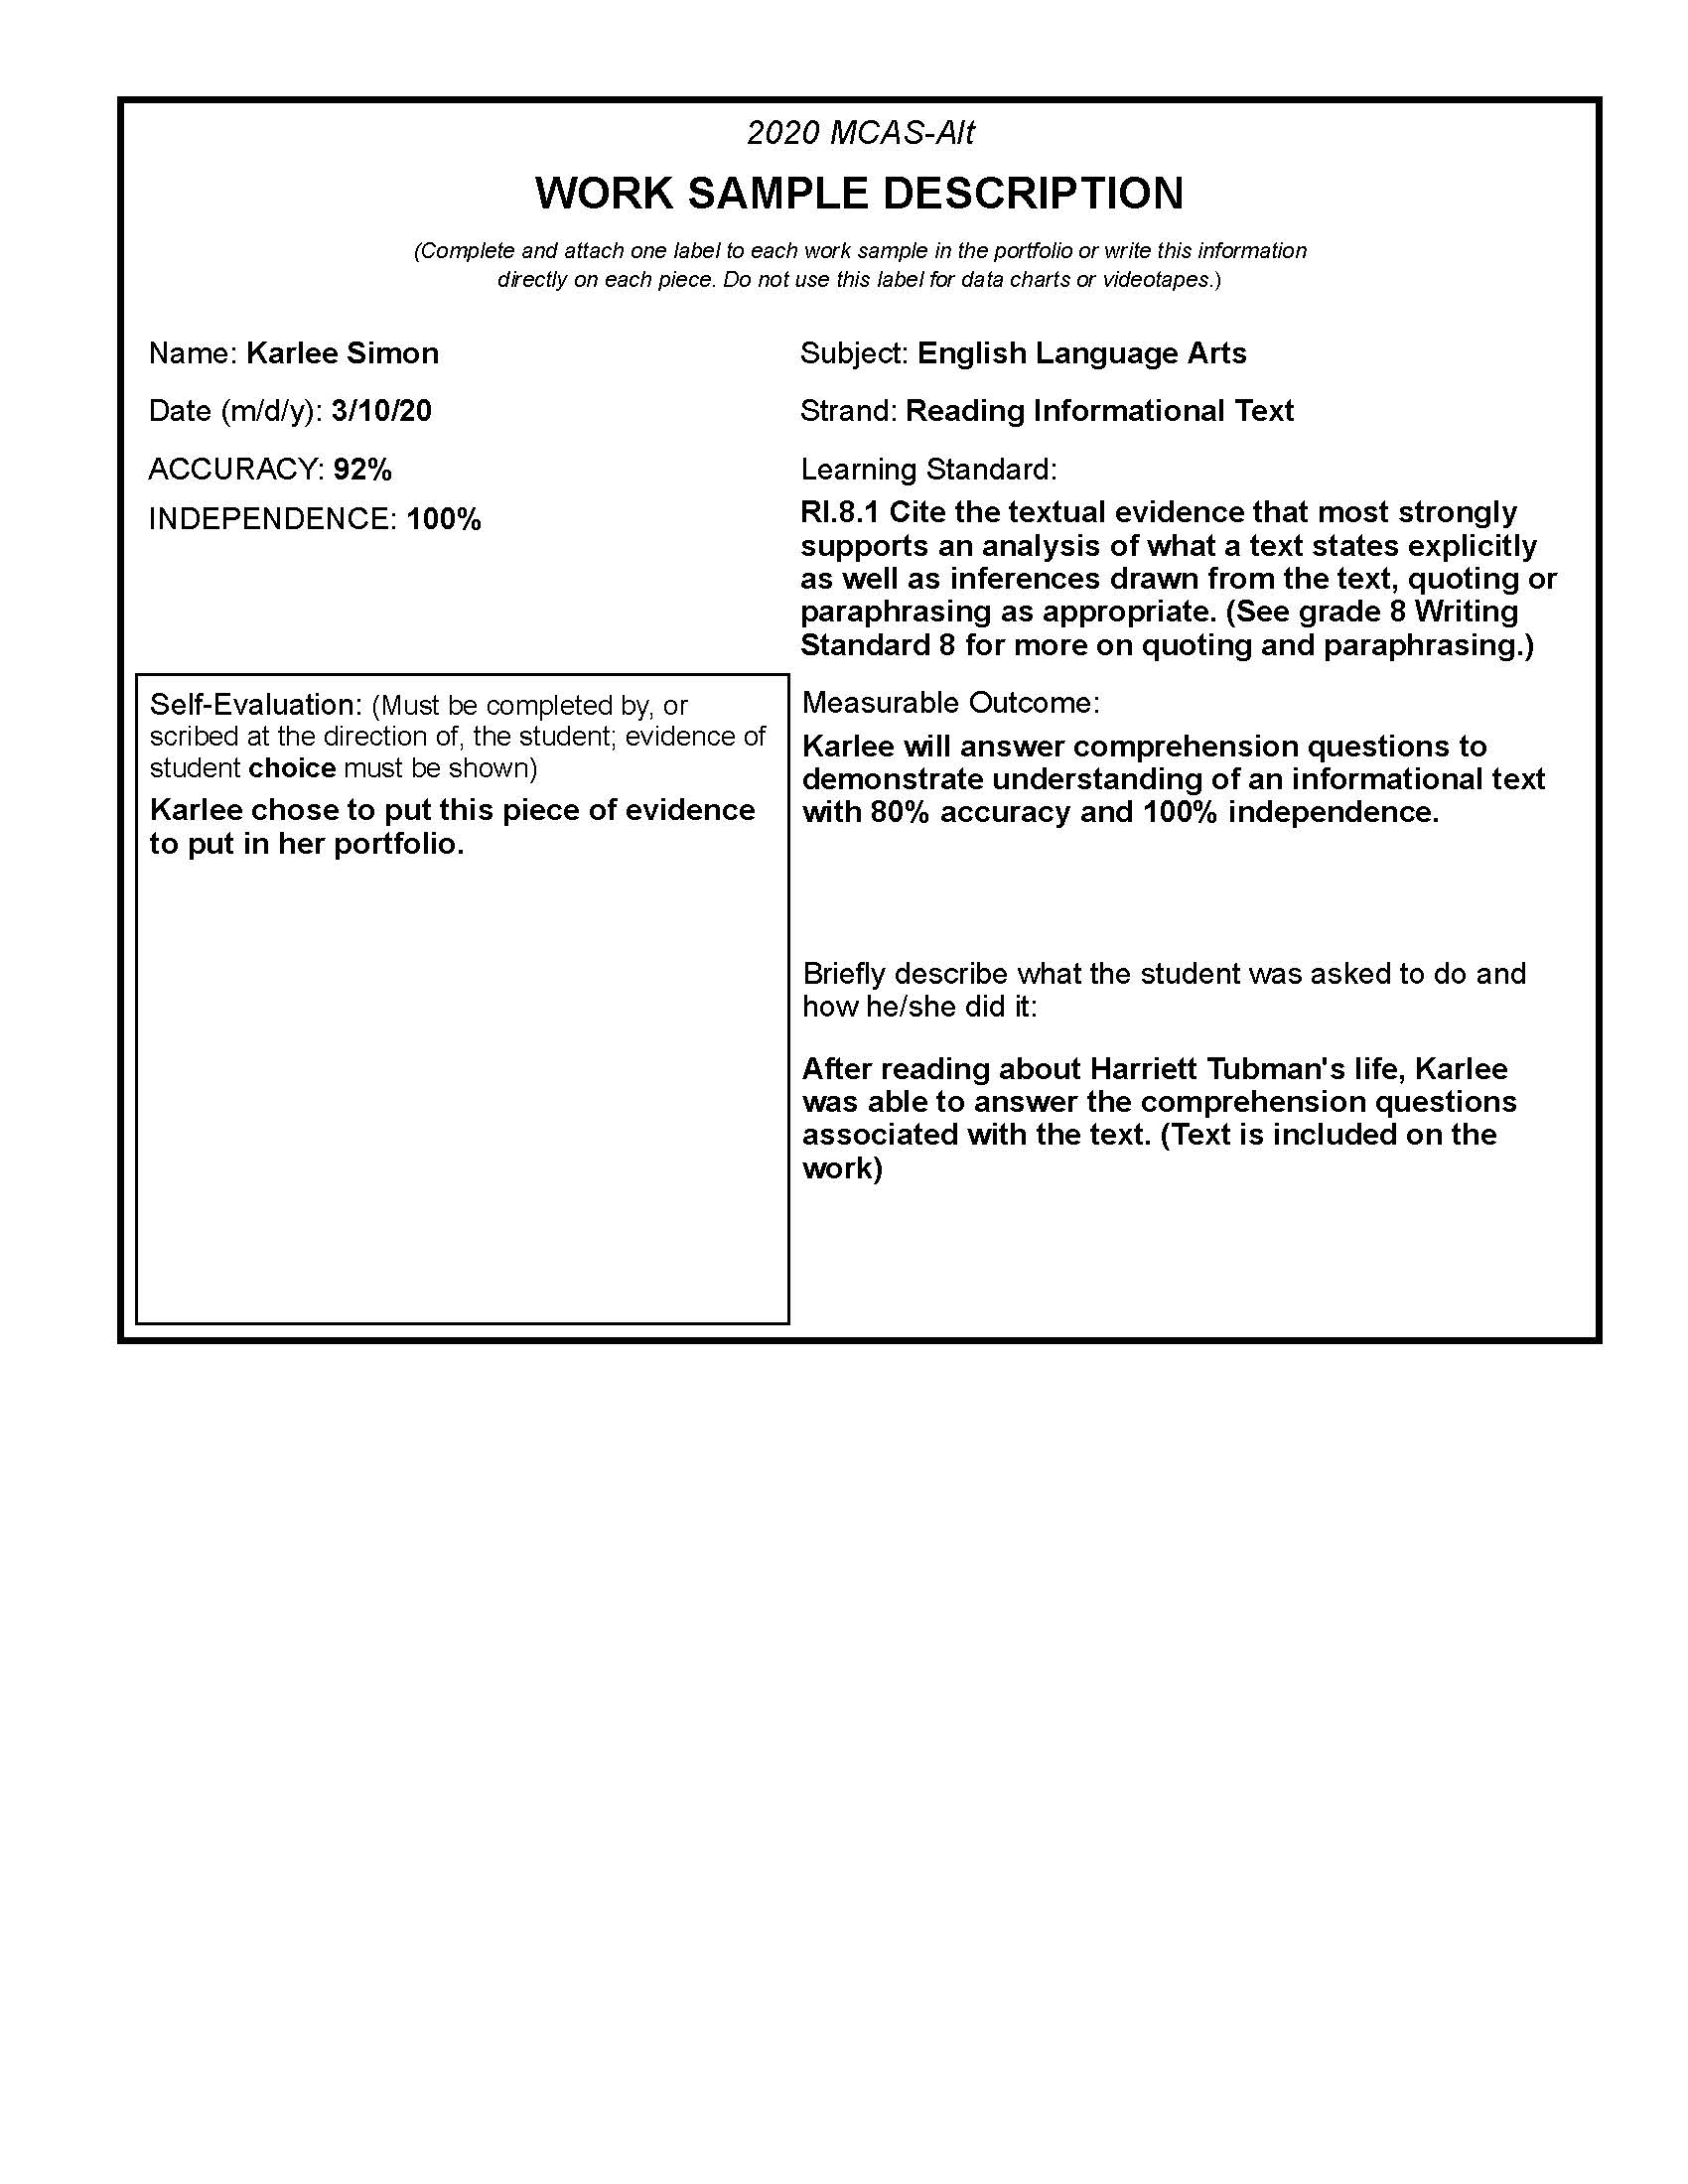 2020 MCAS-Alt
WORK SAMPLE DESCRIPTION
(Complete and attach one label to each work sample in the portfolio or write this information
directly on each piece. Do not use this label for data charts or videotapes.)
Name: Karlee Simon
Date (m/d/y): 3/10/20
ACCURACY: 92%
INDEPENDENCE: 100%
Self-Evaluation: (Must be completed by, or
scribed at the direction of, the student; evidence of
student choice must be shown)
Karlee chose to put this piece of evidence
to put in her portfolio.
Subject: English Language Arts
Strand: Reading Informational Text
Learning Standard:
RI.8.1 Cite the textual evidence that most strongly
supports an analysis of what a text states explicitly
as well as inferences drawn from the text, quoting or
paraphrasing as appropriate. (See grade 8 Writing
Standard 8 for more on quoting and paraphrasing.)
Measurable Outcome:
Karlee will answer comprehension questions to
demonstrate understanding of an informational text
with 80% accuracy and 100% independence.
Briefly describe what the student was asked to do and
how he/she did it:
After reading about Harriett Tubman's life, Karlee
was able to answer the comprehension questions
associated with the text. (Text is included on the
work)